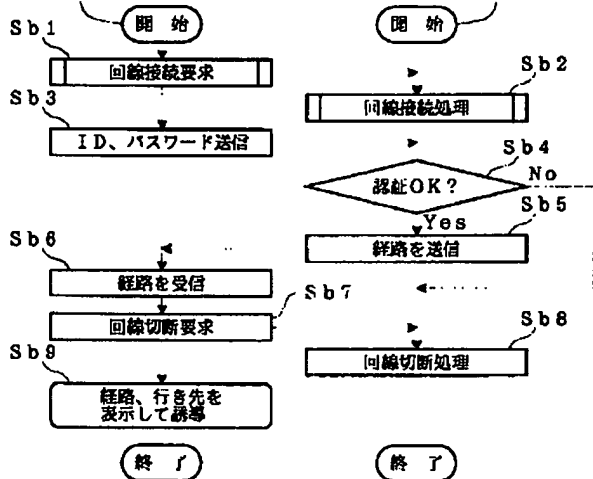 開 始
開 始
Sb1
回線接続要求
Sb2
回線接続処理
Sb3
ID、パスワード送信
Sb4
認証OK?
No
Sb5
Yes
経路を送信
Sb6
経路を受信
Sb7
回線切断要求
Sb8
回線切断処理
Sb9
経路、行き先を
表示して誘導
終 了
終 了